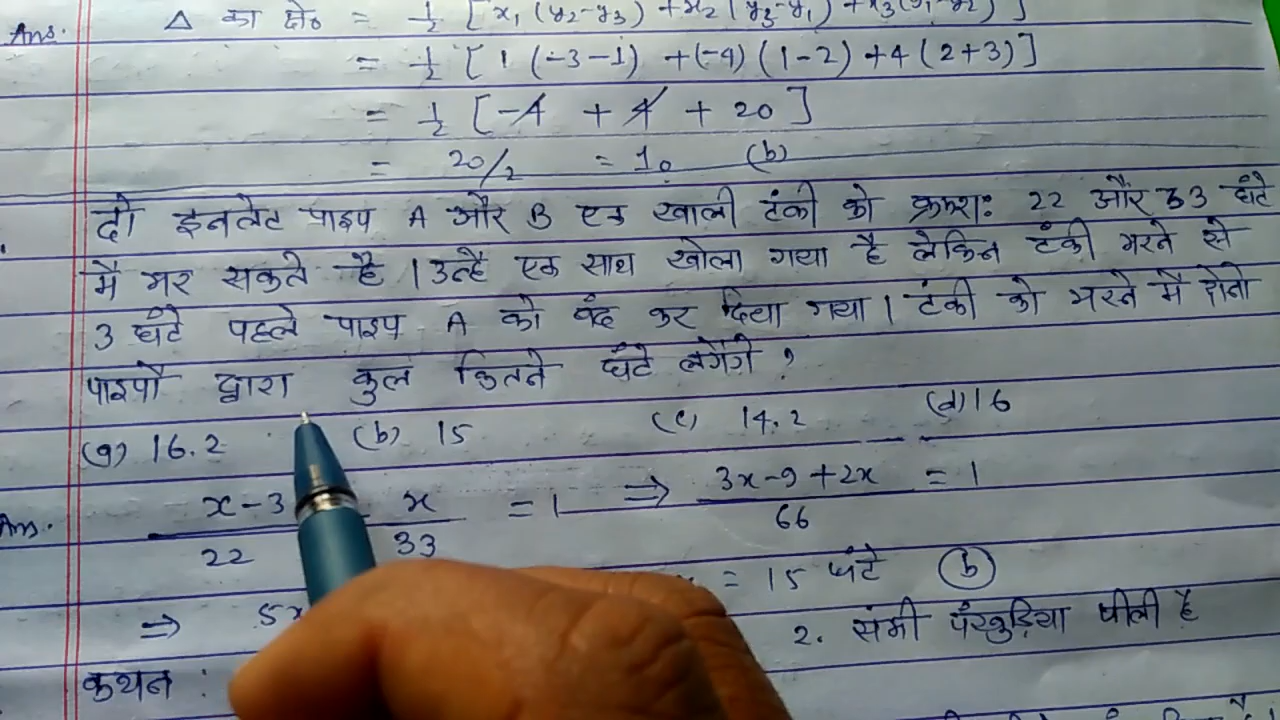 Ans. Δ का क्षे० = 1/2 [x₁(y₂-y₃) + x₂(y₃-y₁) + x₃(y₁-y₂)]
= 1/2 [1 (-3-1) + (-4) (1-2) + 4 (2+3)]
= 1/2 [-4 + 4 + 20]
= 20/2 = 10 (b)
दो इनलेट पाइप A और B एक खाली टंकी को क्रमश: 22 और 33 घंटे
में भर सकते है । उन्हें एक साथ खोला गया है लेकिन टंकी भरने से
3 घंटे पहले पाइप A को बंद कर दिया गया । टंकी को भरने में दोनो
पाइपों द्वारा कुल कितने घंटे लगेंगे ?
(a) 16.2 (b) 15 (c) 14.2 (d) 16
Ans. x-3/22 x/33 = 1 ⇒ 3x-9+2x/66 = 1
⇒ 5x = 15 घंटे (b)
कथन : 2. सभी पंखुड़िया पीली है